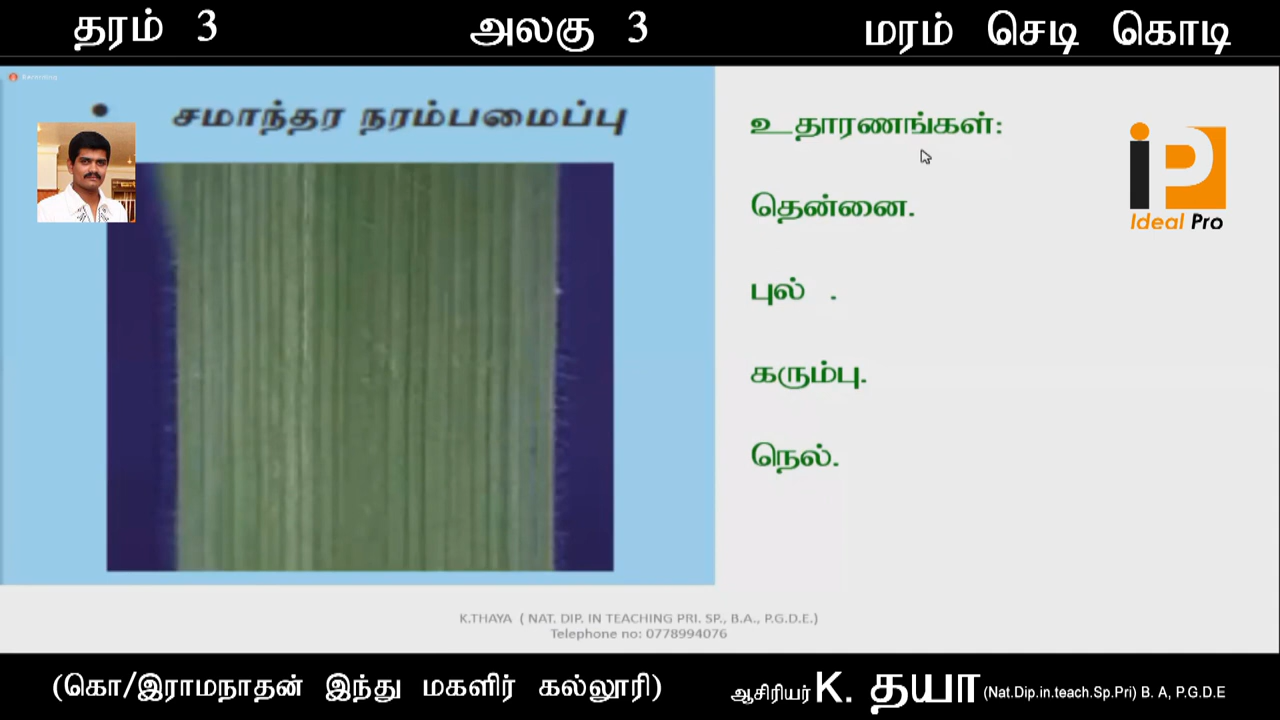 தரம் 3 அலகு 3 மரம் செடி கொடி
• சமாந்தர நரம்பமைப்பு
உதாரணங்கள்:
தென்னை.
புல் .
கரும்பு.
நெல்.
iP
Ideal Pro
K.THAYA ( NAT. DIP. IN TEACHING PRI. SP., B.A., P.G.D.E.)
Telephone no: 0778994076
(கொ/இராமநாதன் இந்து மகளிர் கல்லூரி)
ஆசிரியர் K. தயா (Nat.Dip.in.teach.Sp.Pri) B. A, P.G.D.E